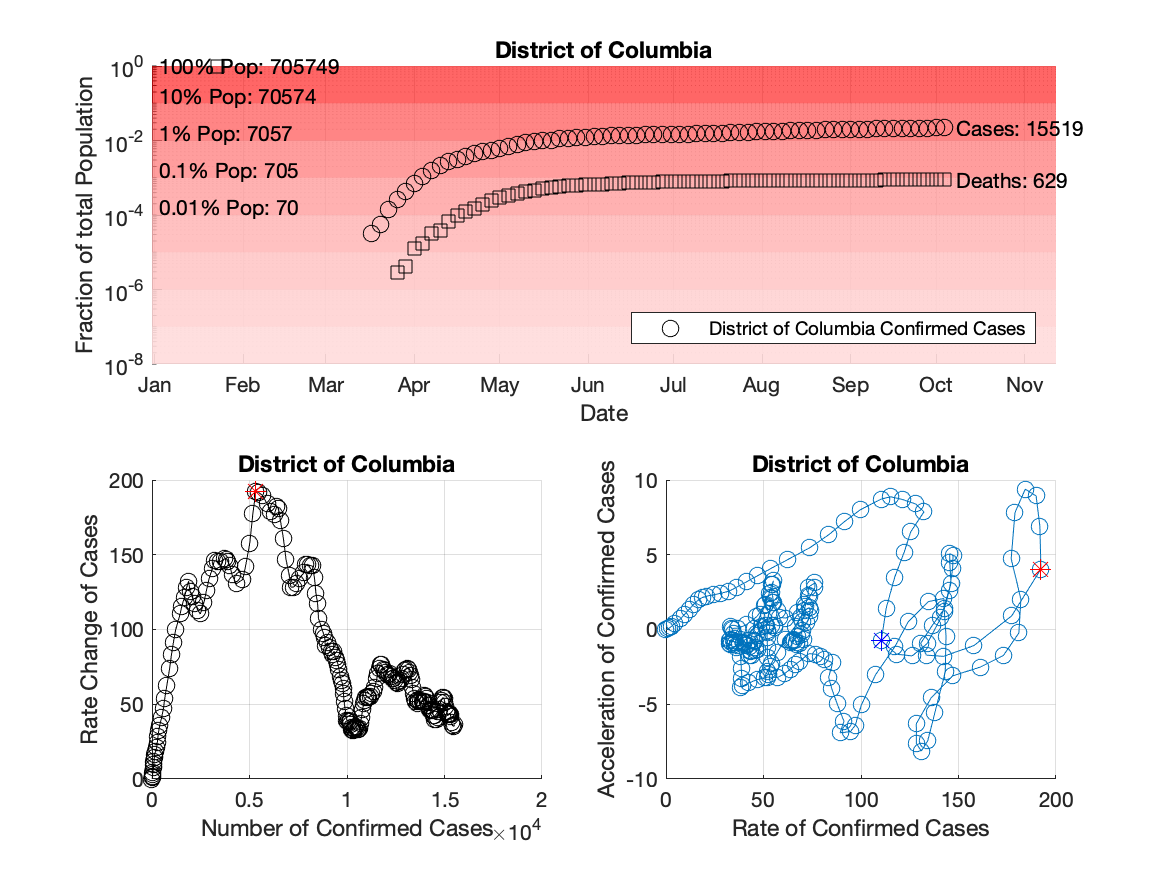 District of Columbia
Fraction of total Population
10^0
10^-2
10^-4
10^-6
10^-8
100% Pop: 705749
10% Pop: 70574
1% Pop: 7057
0.1% Pop: 705
0.01% Pop: 70
Cases: 15519
Deaths: 629
District of Columbia Confirmed Cases
Jan Feb Mar Apr May Jun Jul Aug Sep Oct Nov
Date
District of Columbia
Rate Change of Cases
200
150
100
50
0
0 0.5 1 1.5 2
Number of Confirmed Cases ×10^4
District of Columbia
Acceleration of Confirmed Cases
10
5
0
-5
-10
0 50 100 150 200
Rate of Confirmed Cases